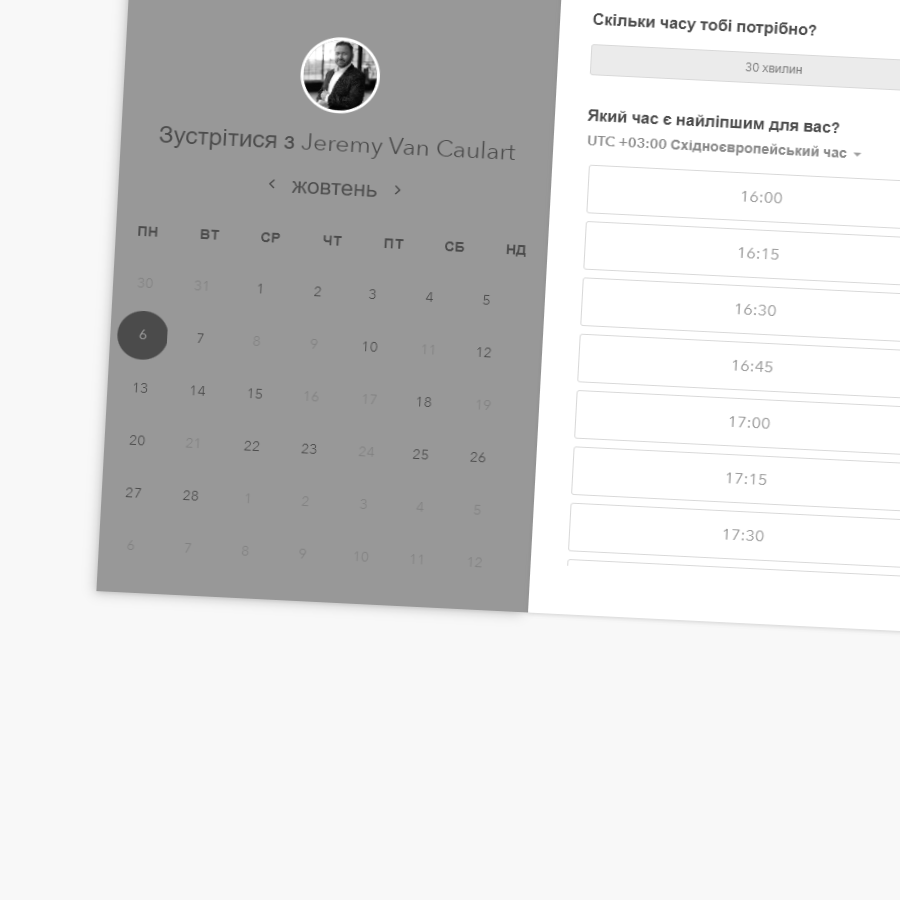 Зустрітися з Jeremy Van Caulart
жовтень
ПН ВТ СР ЧТ ПТ СБ НД
30 31 1 2 3 4 5
6 7 8 9 10 11 12
13 14 15 16 17 18 19
20 21 22 23 24 25 26
27 28 1 2 3 4 5
6 7 8 9 10 11 12
Скільки часу тобі потрібно?
30 хвилин
Який час є найліпшим для вас?
UTC +03:00 Східноєвропейський час
16:00
16:15
16:30
16:45
17:00
17:15
17:30